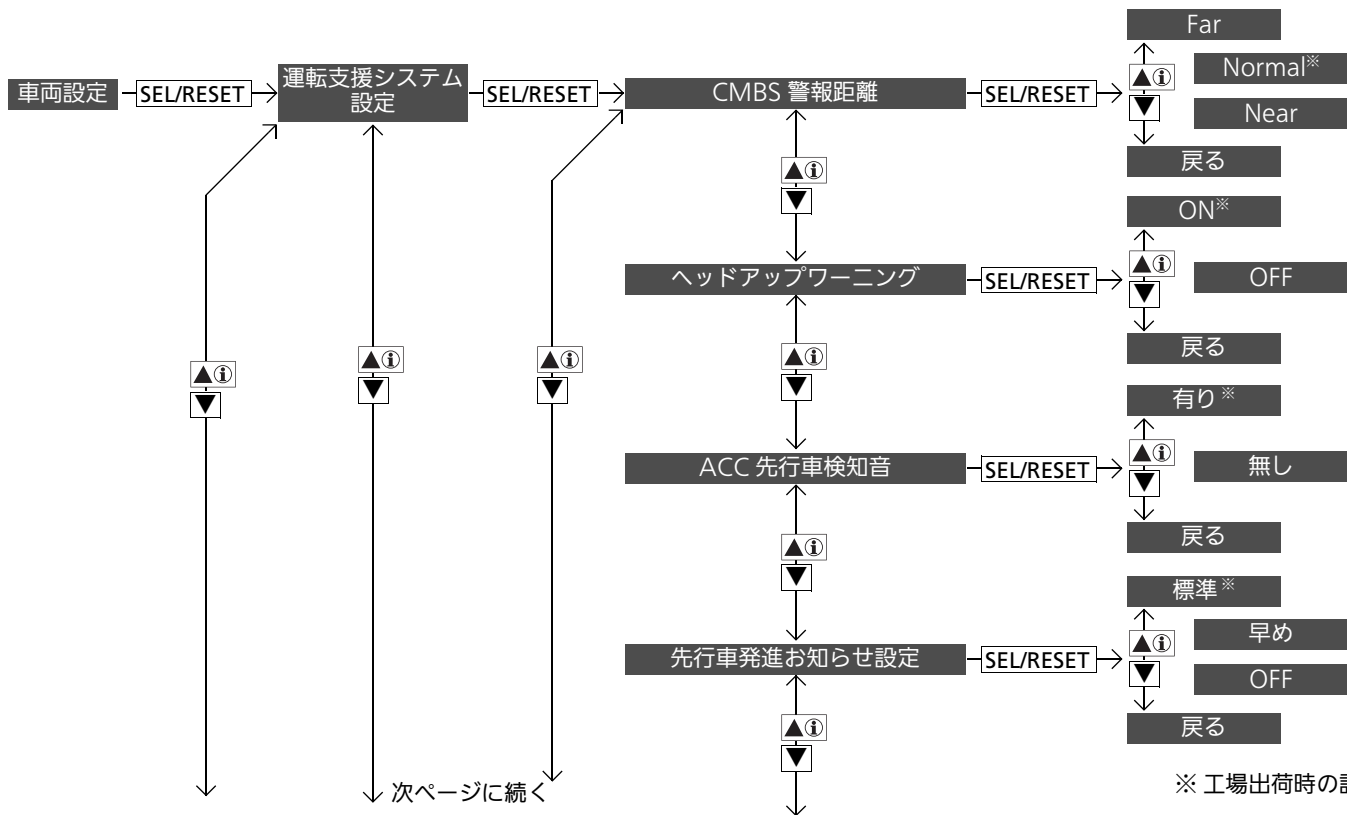 Far
車両設定 SEL/RESET 運転支援システム設定 SEL/RESET CMBS 警報距離 SEL/RESET ▲ⓘ Normal※
▼ Near
戻る
▲ⓘ
▼
ON※
ヘッドアップワーニング SEL/RESET ▲ⓘ OFF
▼
戻る
▲ⓘ ▲ⓘ ▲ⓘ ▲ⓘ
▼ ▼ ▼ ▼
有り※
ACC 先行車検知音 SEL/RESET ▲ⓘ 無し
▼
戻る
▲ⓘ
▼
標準※
先行車発進お知らせ設定 SEL/RESET ▲ⓘ 早め
▼ OFF
戻る
▲ⓘ
▼
次ページに続く
※ 工場出荷時の